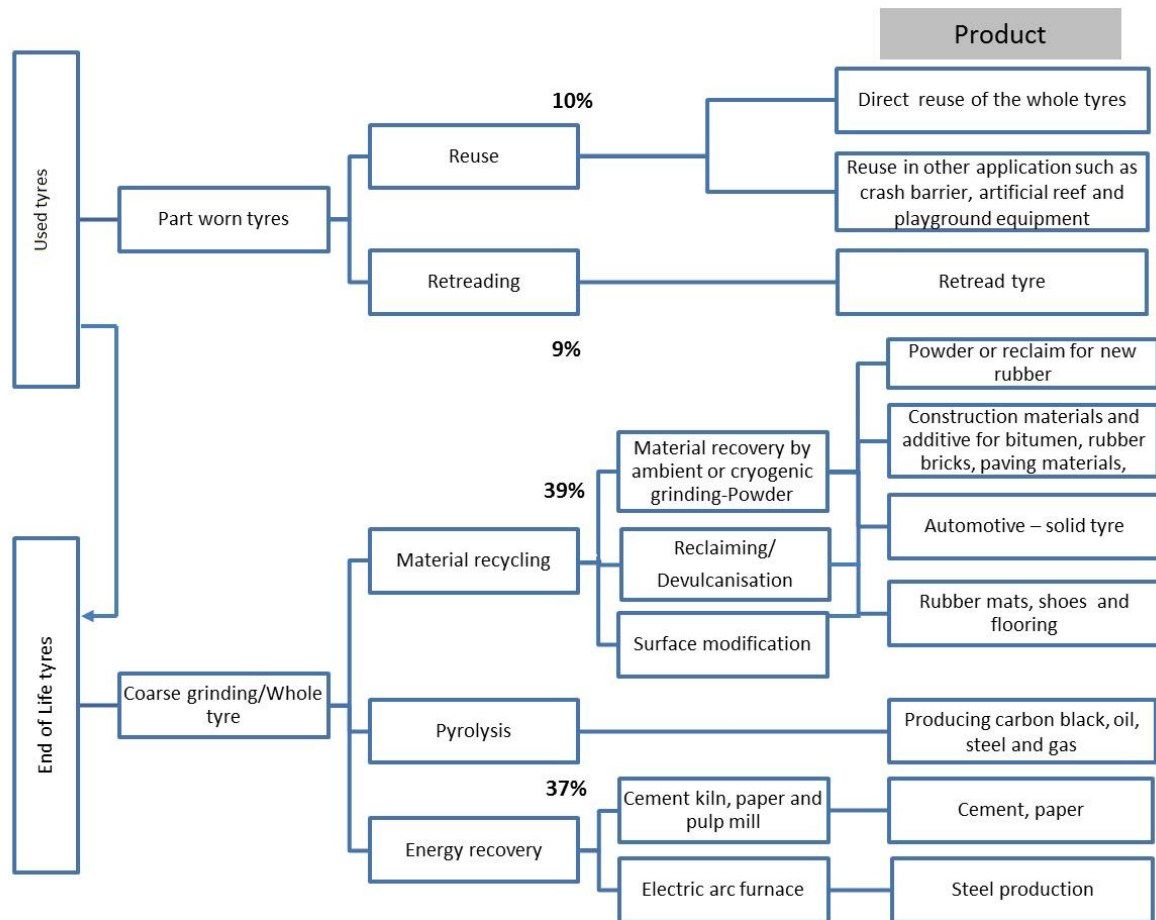 Product
Used tyres
Part worn tyres
10%
Reuse
Direct reuse of the whole tyres
Reuse in other application such as
crash barrier, artificial reef and
playground equipment
Retreading
Retread tyre
9%
End of Life tyres
Coarse grinding/Whole
tyre
39%
Material recycling
Material recovery by
ambient or cryogenic
grinding-Powder
Reclaiming/
Devulcanisation
Surface modification
Powder or reclaim for new
rubber
Construction materials and
additive for bitumen, rubber
bricks, paving materials,
Automotive – solid tyre
Rubber mats, shoes and
flooring
Pyrolysis
Producing carbon black, oil,
steel and gas
37%
Energy recovery
Cement kiln, paper and
pulp mill
Cement, paper
Electric arc furnace
Steel production